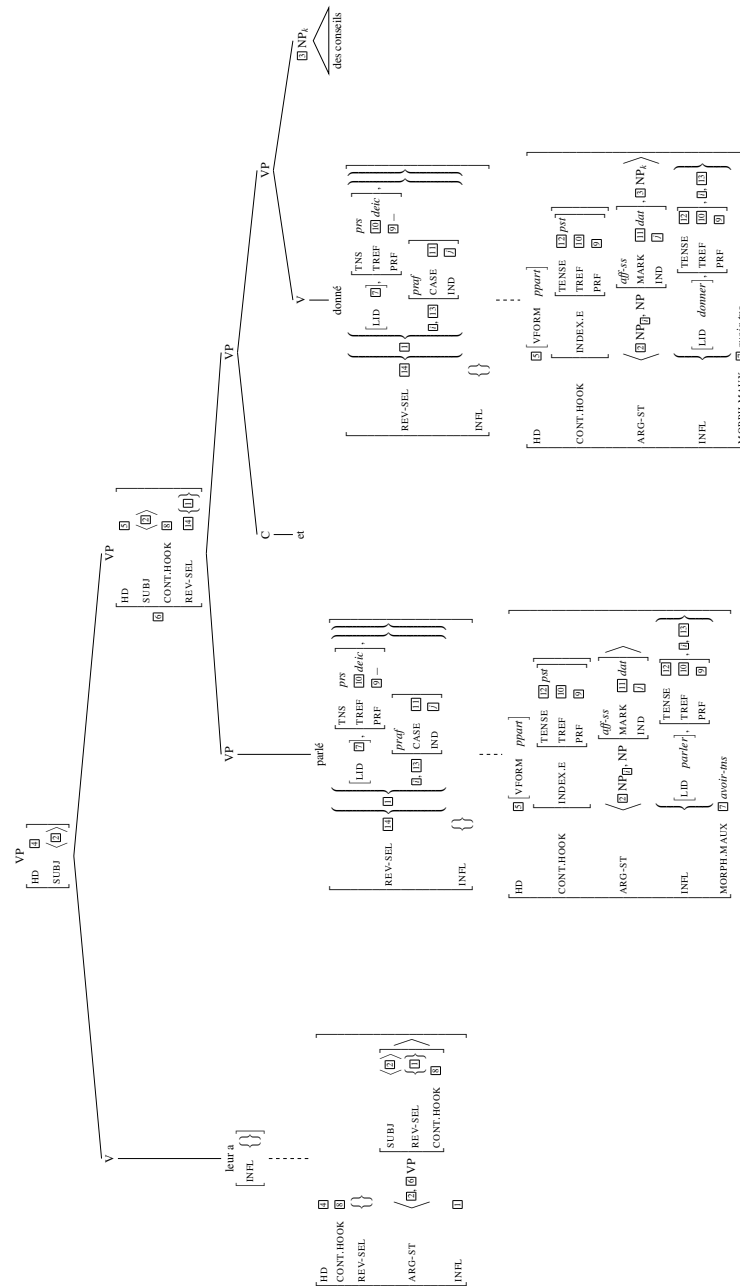 VP
[HD 4
SUBJ ⟨2⟩]
V
leur a
[INFL {}]
[HD 4
CONT.HOOK 8
REV-SEL {}
ARG-ST ⟨2, 6 VP [SUBJ ⟨2⟩
REV-SEL {1}
CONT.HOOK 8]⟩
INFL 1]
VP
6 [HD 5
SUBJ ⟨2⟩
CONT.HOOK 8
REV-SEL 14 {1}]
VP
parlé
[REV-SEL 14 {1 {[LID 7], [TNS prs
TREF 10 deic
PRF 9 –],
i, 13 [praf
CASE 11
IND j]}}
INFL {}]
[HD 5 [VFORM ppart]
CONT.HOOK [INDEX.E [TENSE 12 pst
TREF 10
PRF 9]]
ARG-ST ⟨2 NPi, NP [aff-ss
MARK 11 dat
IND j]⟩
INFL {[LID parler], [TENSE 12
TREF 10
PRF 9], i, 13}
MORPH.MAUX 7 avoir-tns]
VP
C
et
VP
V
donné
[REV-SEL 14 {1 {[LID 7], [TNS prs
TREF 10 deic
PRF 9 –],
i, 13 [praf
CASE 11
IND j]}}
INFL {}]
[HD 5 [VFORM ppart]
CONT.HOOK [INDEX.E [TENSE 12 pst
TREF 10
PRF 9]]
ARG-ST ⟨2 NPi, NP [aff-ss
MARK 11 dat
IND j], 3 NPk⟩
INFL {[LID donner], [TENSE 12
TREF 10
PRF 9], i, 13}
3 NPk
des conseils